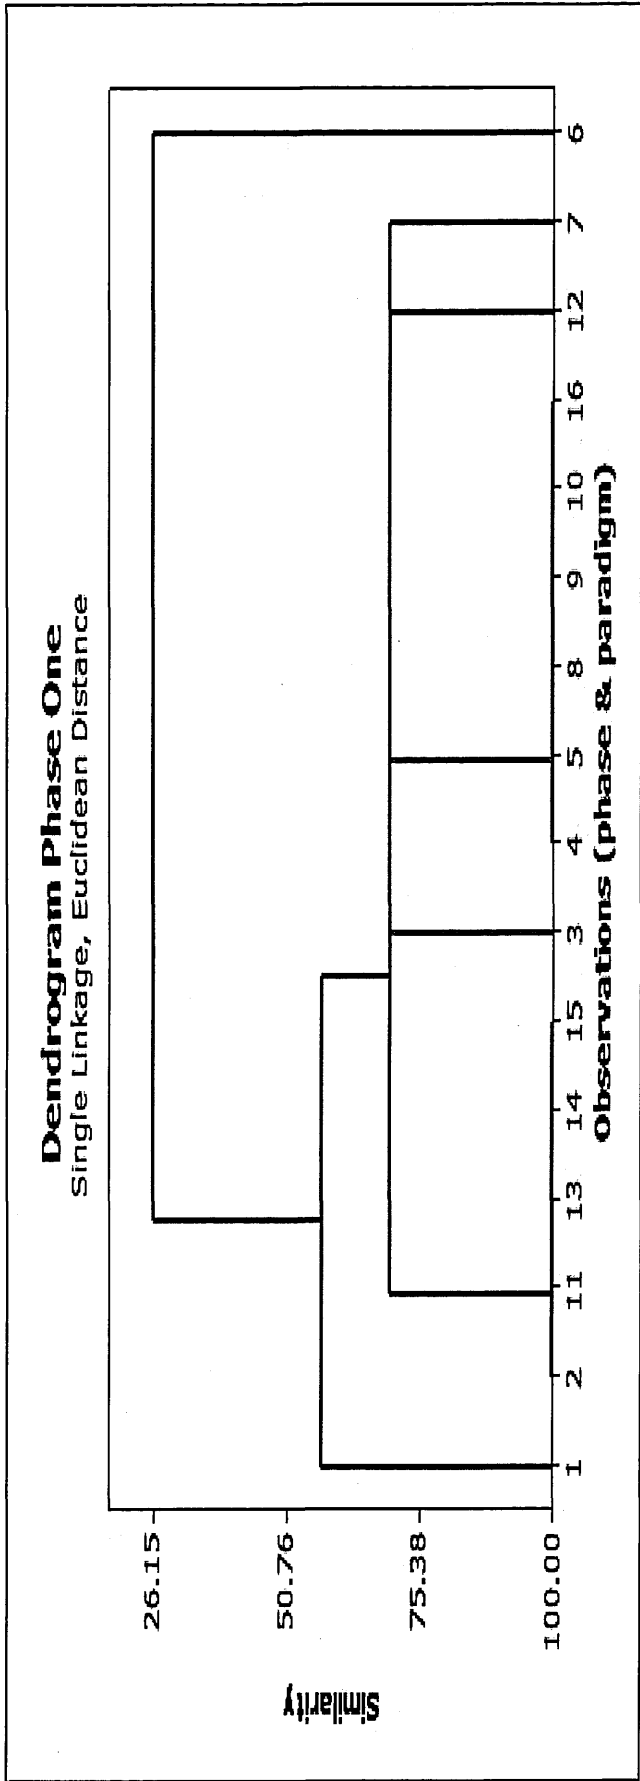 Dendrogram Phase One
Single Linkage, Euclidean Distance
Similarity
26.15
50.76
75.38
100.00
1 2 11 13 14 15 3 4 5 8 9 10 16 12 7 6
Observations (phase & paradigm)